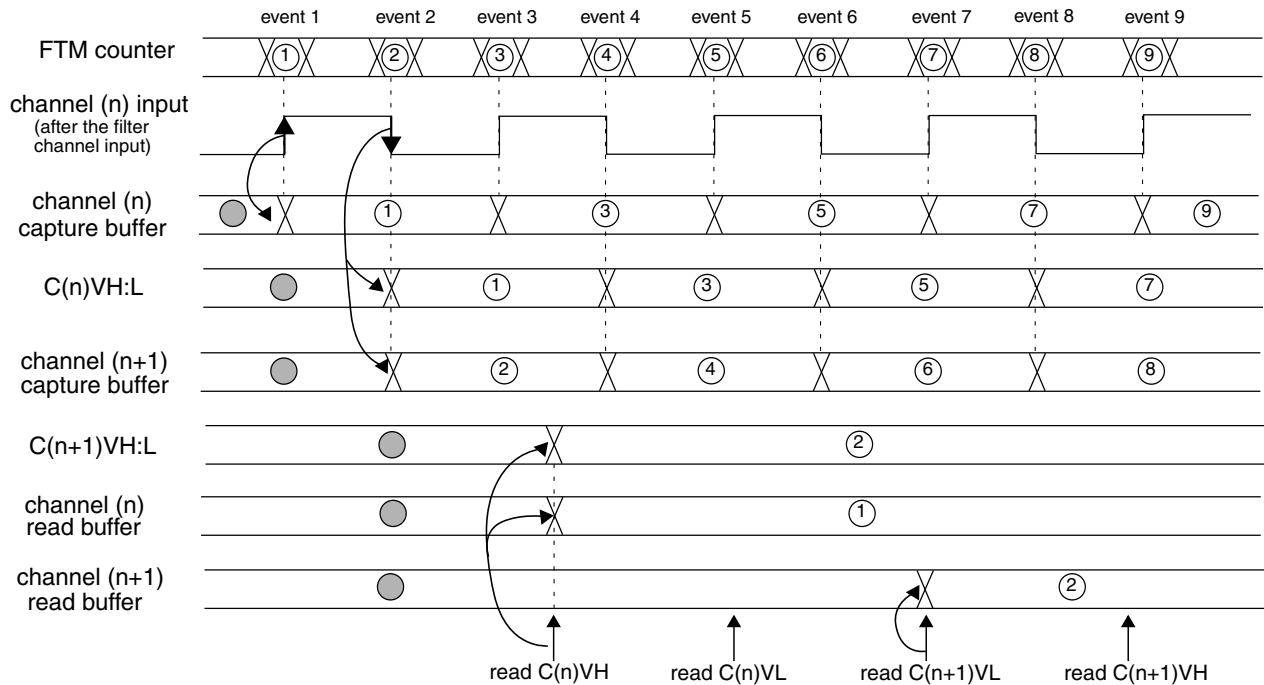 event 1 event 2 event 3 event 4 event 5 event 6 event 7 event 8 event 9
FTM counter
1 2 3 4 5 6 7 8 9
channel (n) input
(after the filter
channel input)
channel (n)
capture buffer
1 3 5 7 9
C(n)VH:L
1 3 5 7
channel (n+1)
capture buffer
2 4 6 8
C(n+1)VH:L
2
channel (n)
read buffer
1
channel (n+1)
read buffer
2
read C(n)VH read C(n)VL read C(n+1)VL read C(n+1)VH